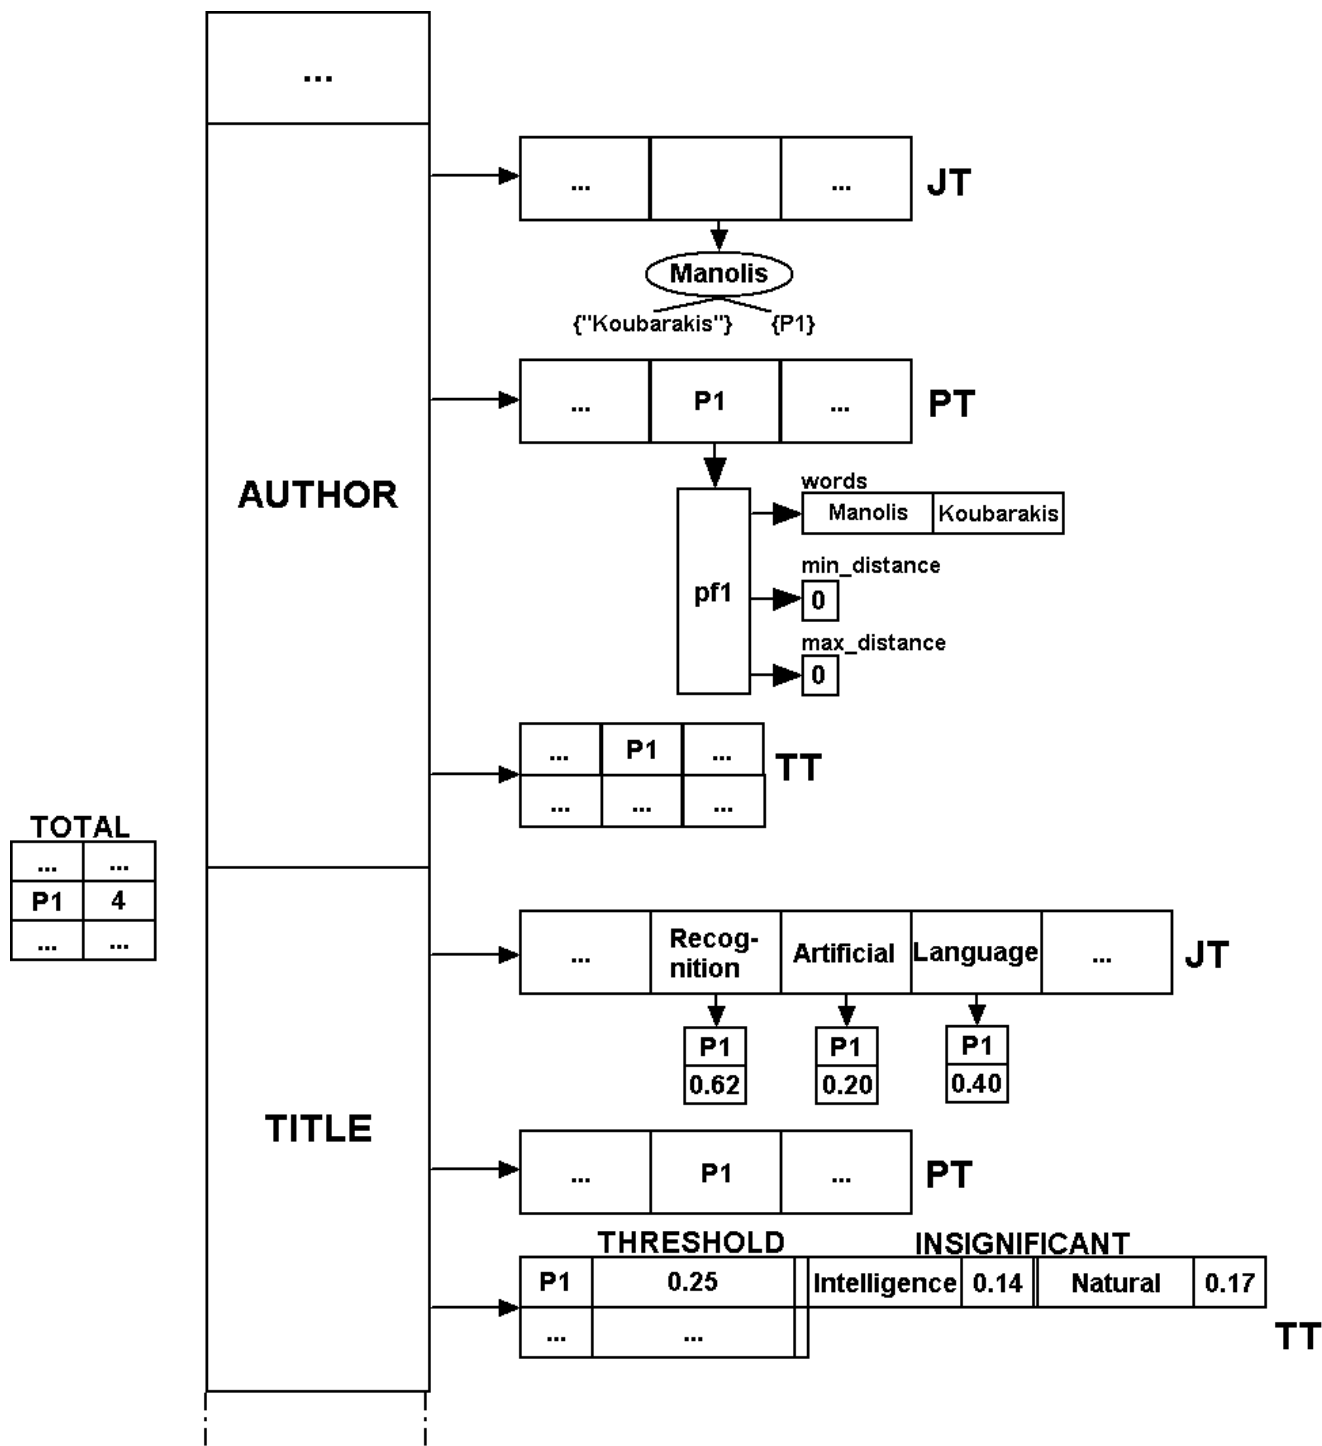 ...
... ... JT
Manolis
{"Koubarakis"} {P1}
... P1 ... PT
AUTHOR
words
Manolis Koubarakis
min_distance
pf1 0
max_distance
0
... P1 ... TT
... ... ...
TOTAL
... ...
P1 4
... ...
... Recog-
nition Artificial Language ... JT
P1 P1 P1
0.62 0.20 0.40
TITLE
... P1 ... PT
THRESHOLD INSIGNIFICANT
P1 0.25 Intelligence 0.14 Natural 0.17
... ... TT